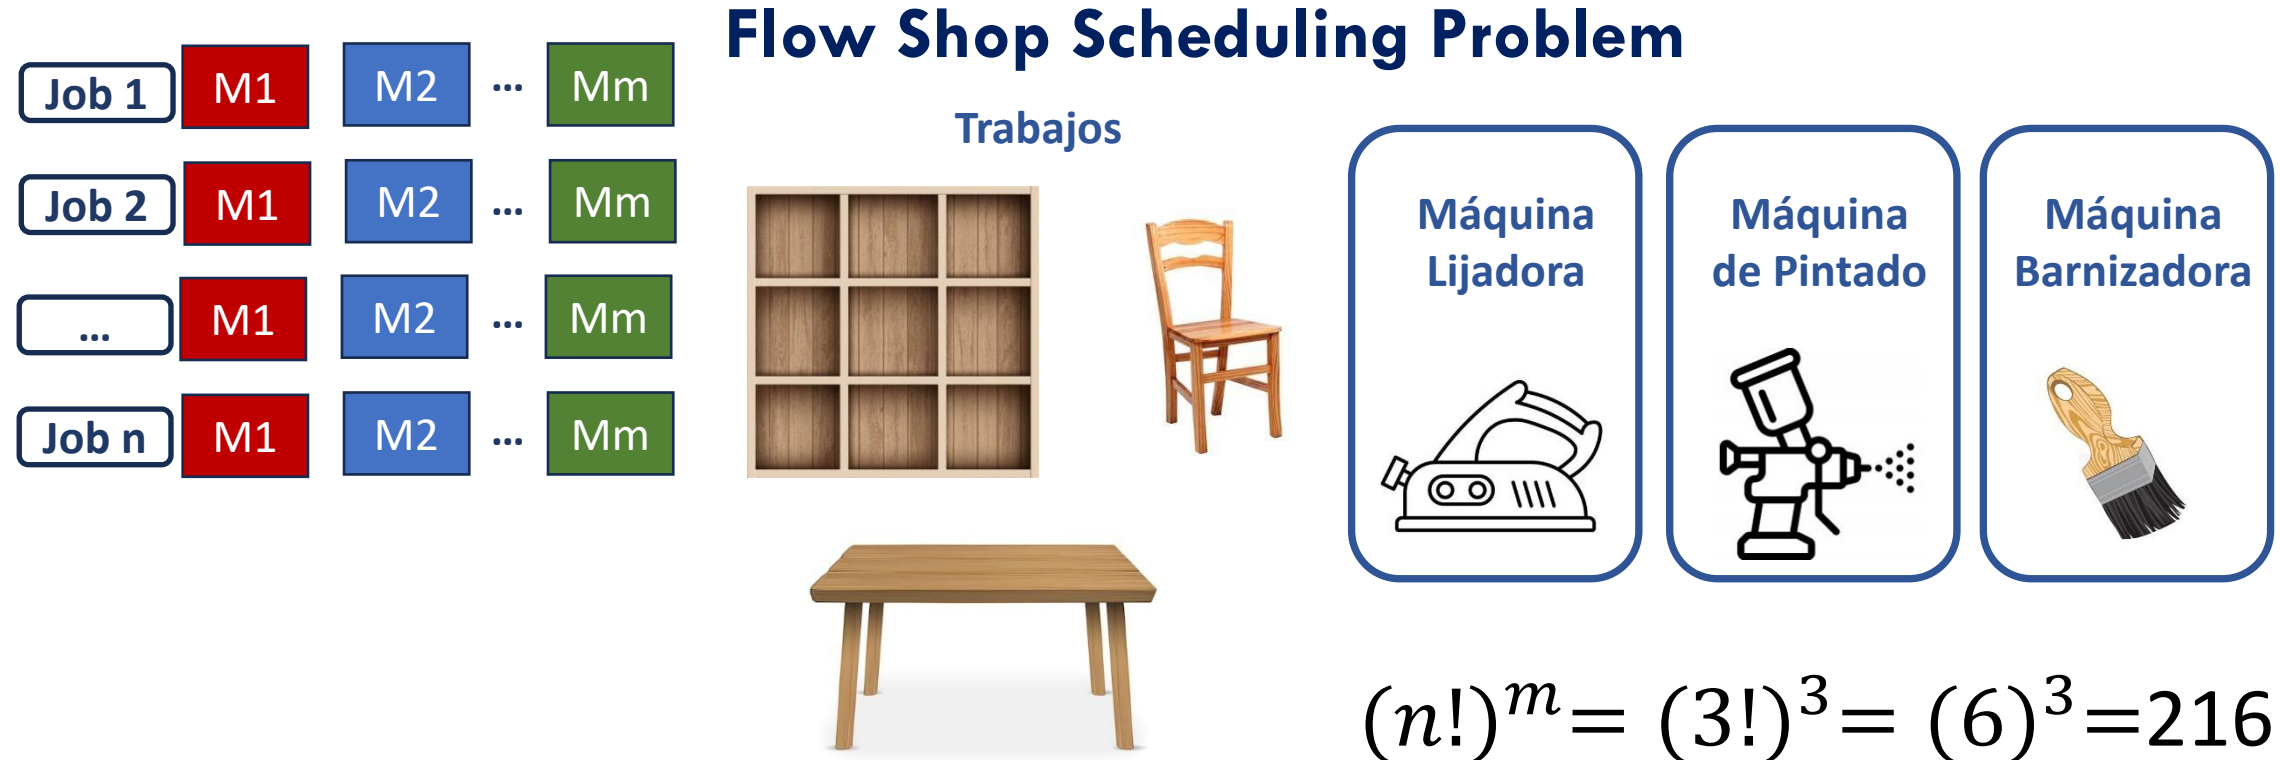 Flow Shop Scheduling Problem
Job 1 M1 M2 ... Mm
Job 2 M1 M2 ... Mm
... M1 M2 ... Mm
Job n M1 M2 ... Mm
Trabajos
Máquina
Lijadora
Máquina
de Pintado
Máquina
Barnizadora
(n!)^m = (3!)^3 = (6)^3 =216